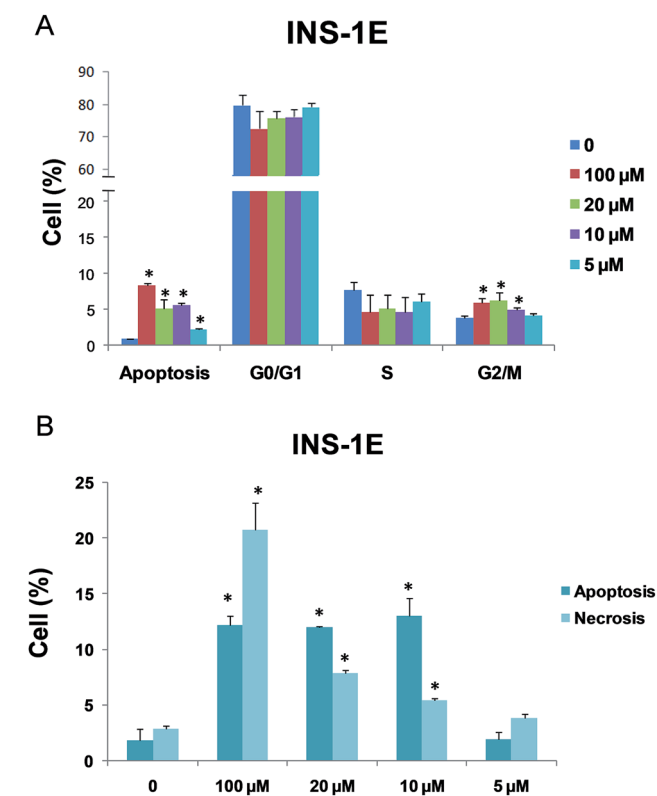 A
INS-1E
Cell (%)
90
80
70
60
20
15
10
5
0
* * * *
* * *
Apoptosis G0/G1 S G2/M
0
100 µM
20 µM
10 µM
5 µM
B
INS-1E
Cell (%)
25
20
15
10
5
0
* * * * * *
0 100 µM 20 µM 10 µM 5 µM
Apoptosis
Necrosis